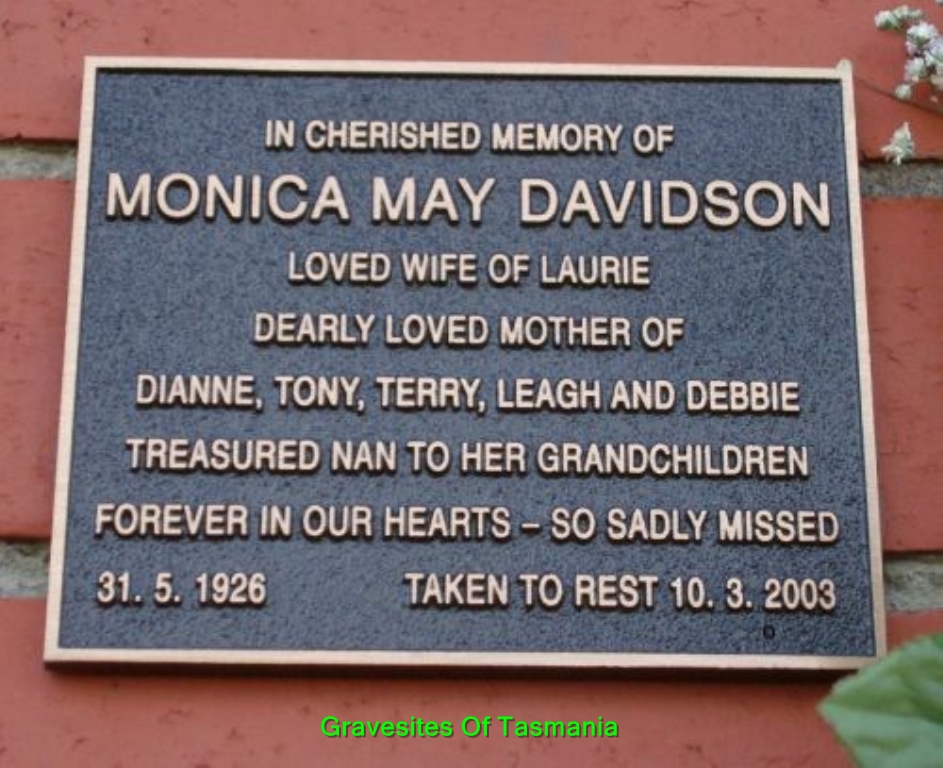 IN CHERISHED MEMORY OF
MONICA MAY DAVIDSON
LOVED WIFE OF LAURIE
DEARLY LOVED MOTHER OF
DIANNE, TONY, TERRY, LEAGH AND DEBBIE
TREASURED NAN TO HER GRANDCHILDREN
FOREVER IN OUR HEARTS – SO SADLY MISSED
31. 5. 1926 TAKEN TO REST 10. 3. 2003
Gravesites Of Tasmania